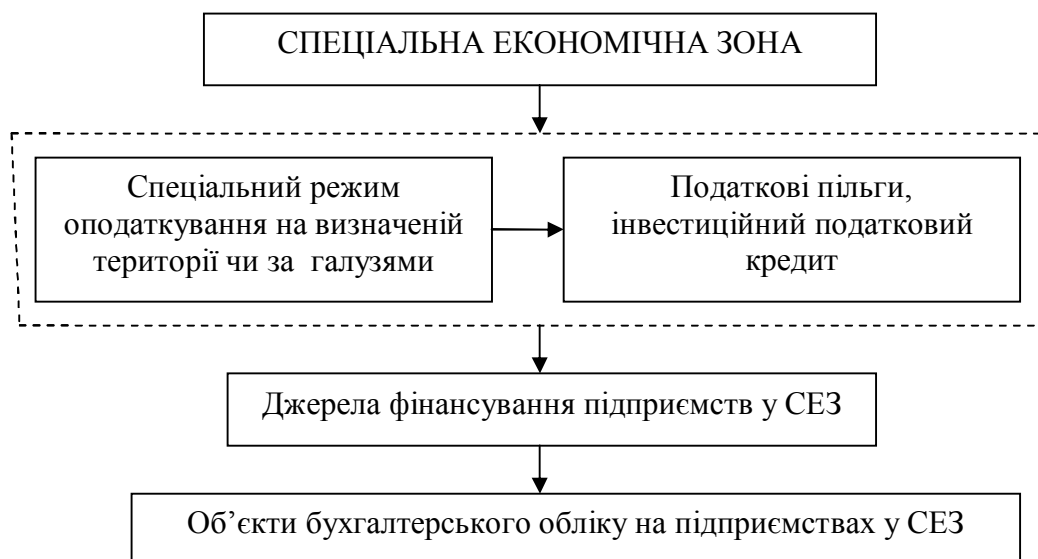 СПЕЦІАЛЬНА ЕКОНОМІЧНА ЗОНА
Спеціальний режим
оподаткування на визначеній
території чи за галузями
Податкові пільги,
інвестиційний податковий
кредит
Джерела фінансування підприємств у СЕЗ
Об’єкти бухгалтерського обліку на підприємствах у СЕЗ